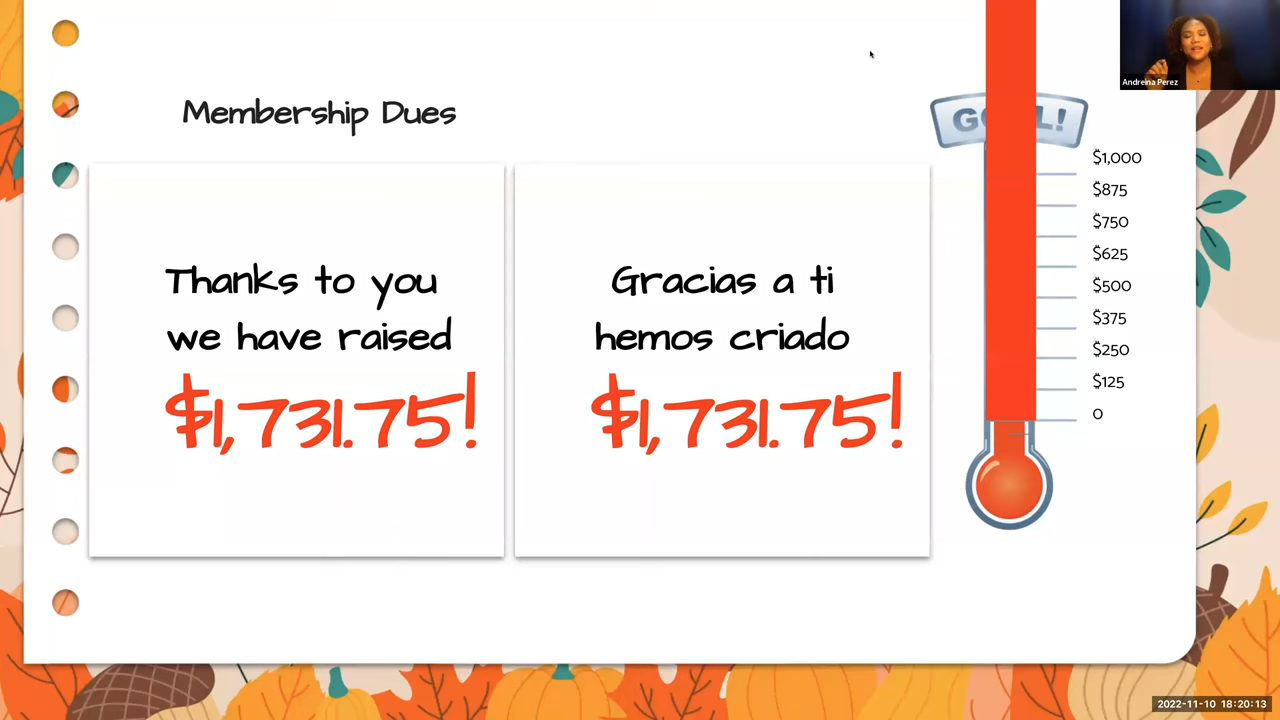 Andreina Perez
Membership Dues
GOAL!
Thanks to you
we have raised
$1,731.75!
Gracias a ti
hemos criado
$1,731.75!
$1,000
$875
$750
$625
$500
$375
$250
$125
0
2022-11-10 18:20:13